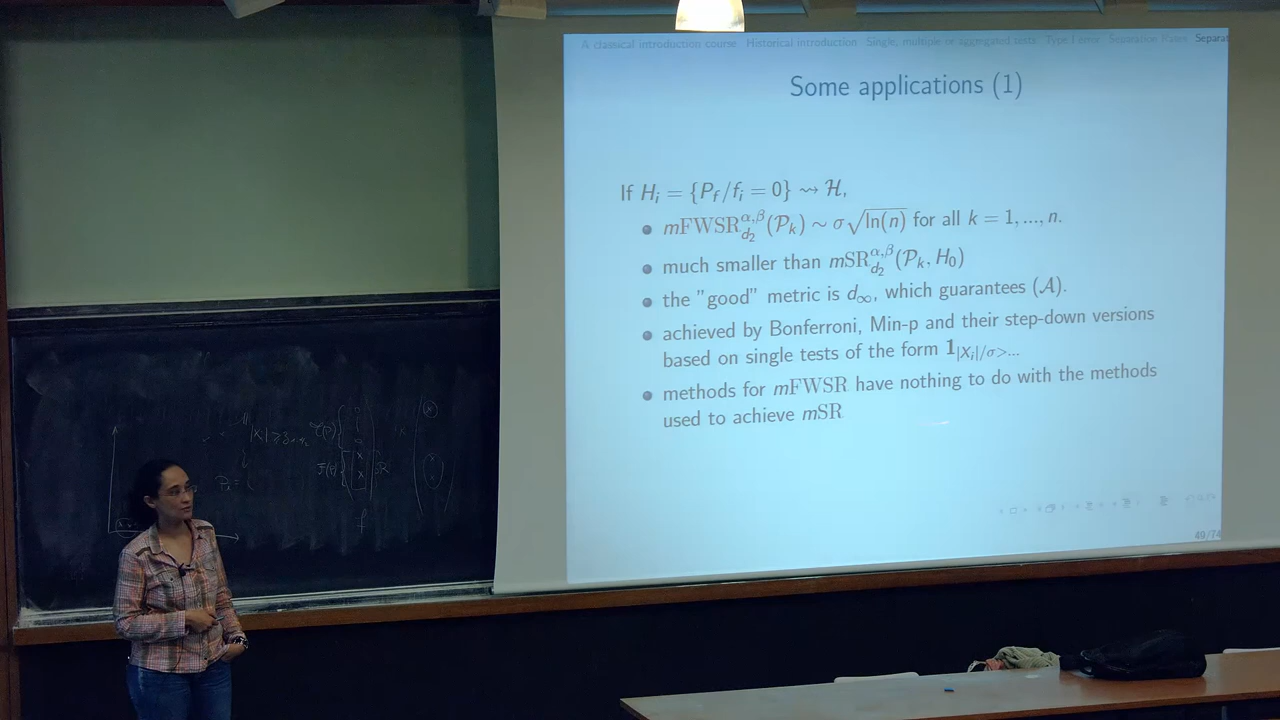 A classical introduction course Historical introduction Single, multiple or aggregated tests Type I error Separation Rates Separa
Some applications (1)
If H_i = {P_f/f_i = 0} ⇝ ℋ,
• mFWSR_{d_2}^{α,β}(𝒫_k) ∼ σ√ln(n) for all k = 1, ..., n.
• much smaller than mSR_{d_2}^{α,β}(𝒫_k, H_0)
• the "good" metric is d_∞, which guarantees (𝒜).
• achieved by Bonferroni, Min-p and their step-down versions
based on single tests of the form 𝟏_{|X_i|/σ>...}
• methods for mFWSR have nothing to do with the methods
used to achieve mSR
49/74